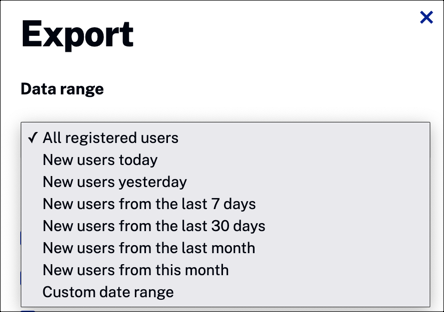 Export
Data range
✓ All registered users
New users today
New users yesterday
New users from the last 7 days
New users from the last 30 days
New users from the last month
New users from this month
Custom date range